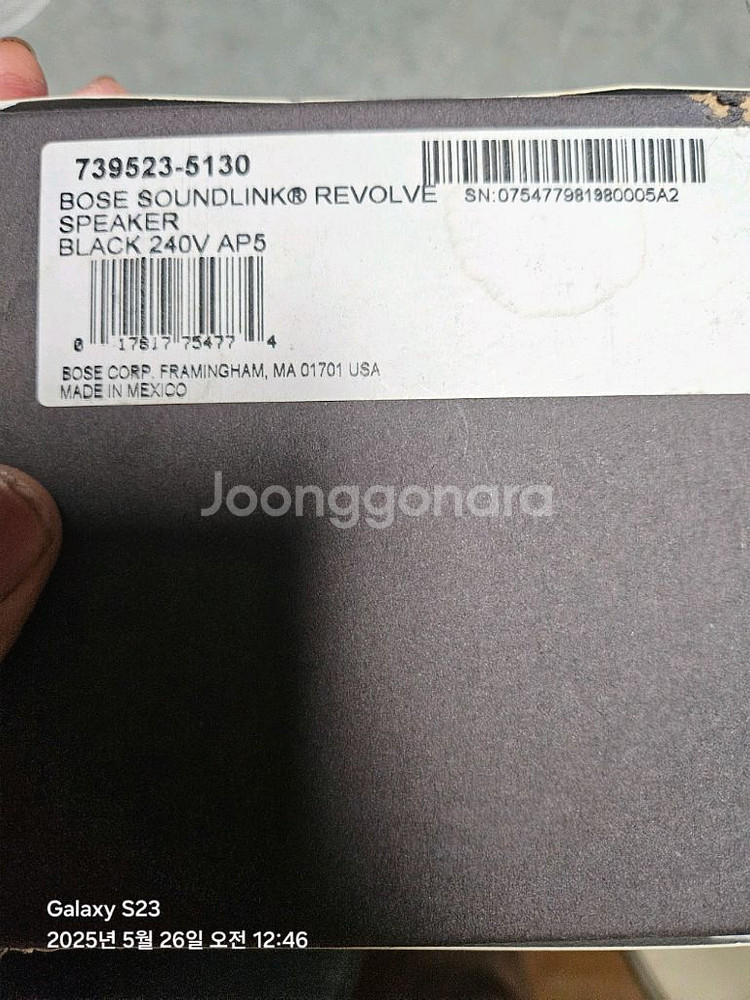 739523-5130
BOSE SOUNDLINK® REVOLVE
SPEAKER
BLACK 240V AP5
SN:075477981980005A2
0 17817 75477 4
BOSE CORP. FRAMINGHAM, MA 01701 USA
MADE IN MEXICO
Joonggonara
Galaxy S23
2025년 5월 26일 오전 12:46